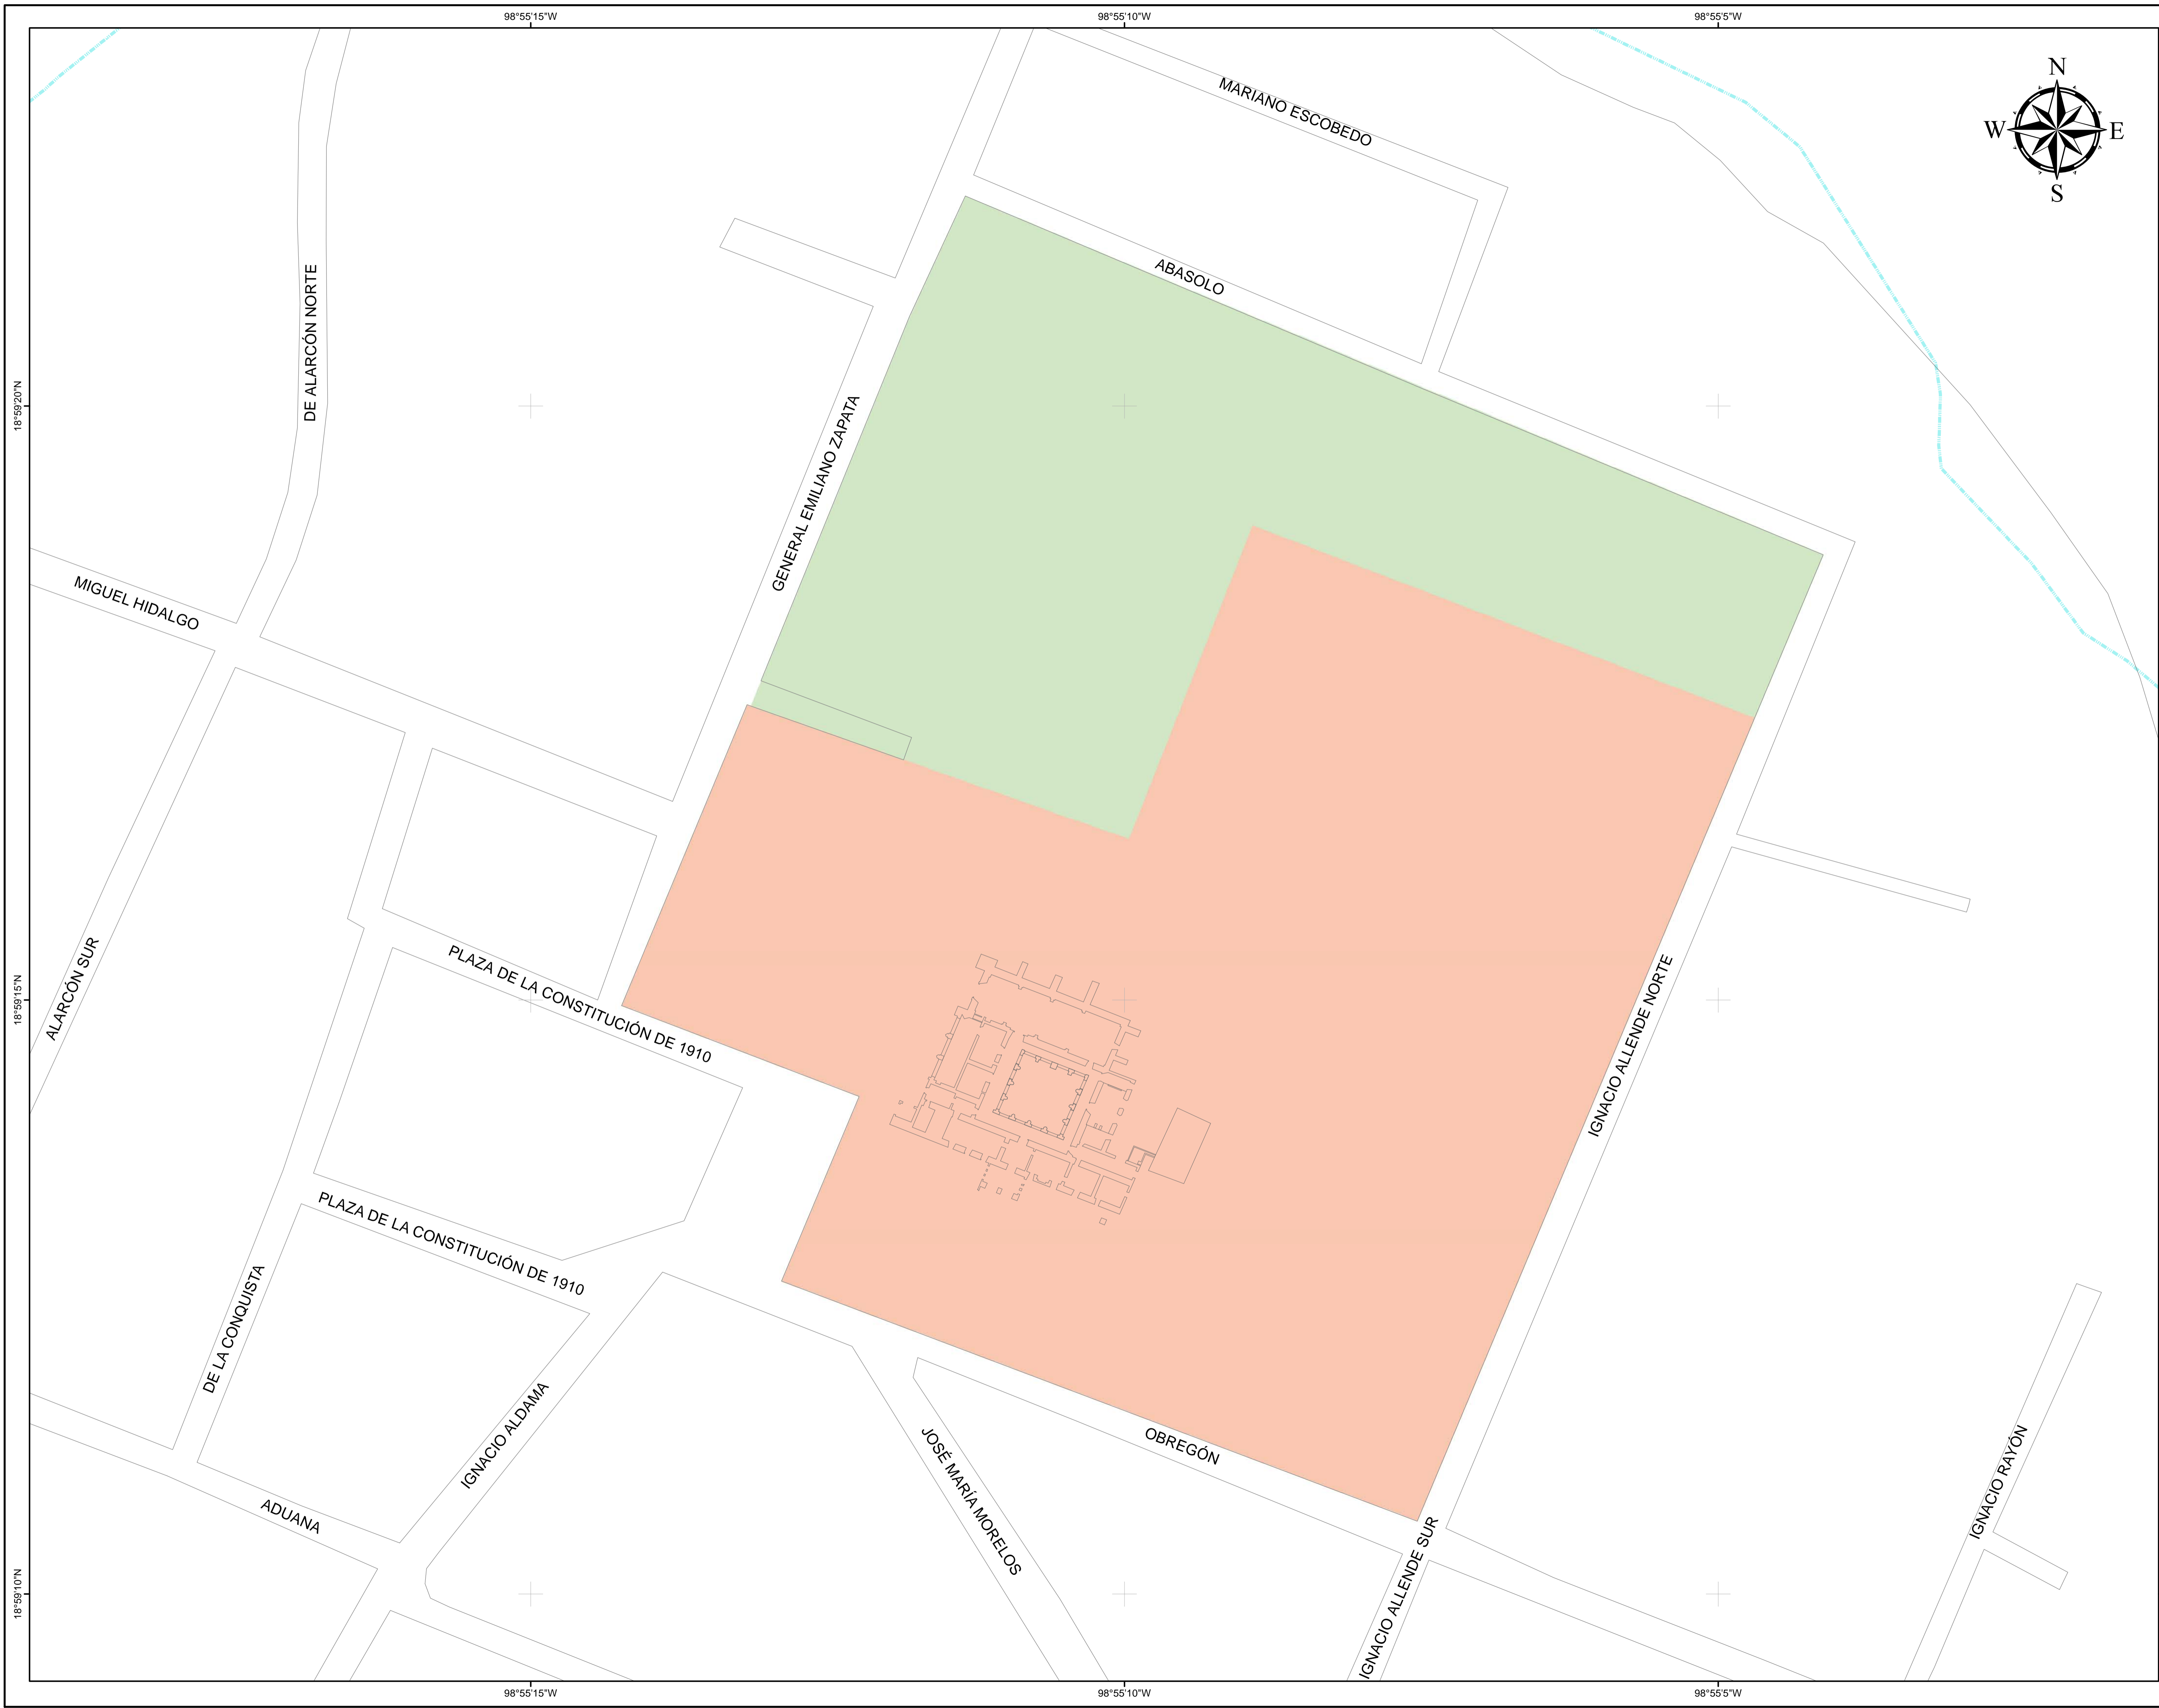 98°55'15"W
98°55'10"W
98°55'5"W
N
W
E
S
MARIANO ESCOBEDO
ABASOLO
DE ALARCÓN NORTE
18°59'20"N
GENERAL EMILIANO ZAPATA
MIGUEL HIDALGO
ALARCÓN SUR
PLAZA DE LA CONSTITUCIÓN DE 1910
18°59'15"N
IGNACIO ALLENDE NORTE
PLAZA DE LA CONSTITUCIÓN DE 1910
DE LA CONQUISTA
IGNACIO ALDAMA
OBREGÓN
JOSÉ MARÍA MORELOS
IGNACIO RAYÓN
ADUANA
IGNACIO ALLENDE SUR
18°59'10"N
98°55'15"W
98°55'10"W
98°55'5"W